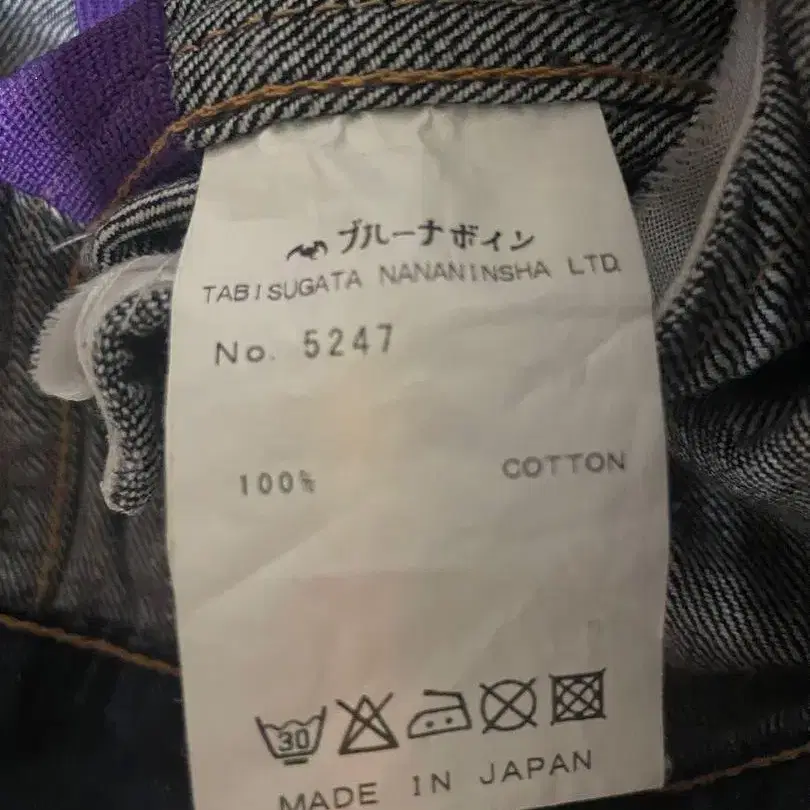 ブルーナボイン
TABISUGATA NANANINSHA LTD.
No. 5247
100% COTTON
30
MADE IN JAPAN